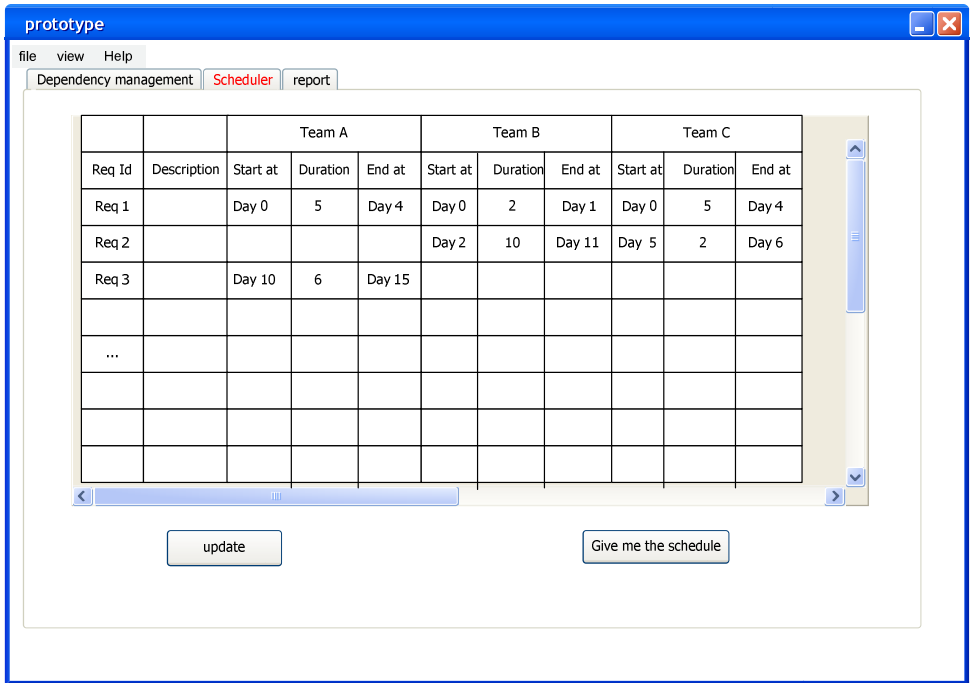 prototype
file view Help
Dependency management Scheduler report
Team A Team B Team C
Req Id Description Start at Duration End at Start at Duration End at Start at Duration End at
Req 1 Day 0 5 Day 4 Day 0 2 Day 1 Day 0 5 Day 4
Req 2 Day 2 10 Day 11 Day 5 2 Day 6
Req 3 Day 10 6 Day 15
...
update Give me the schedule